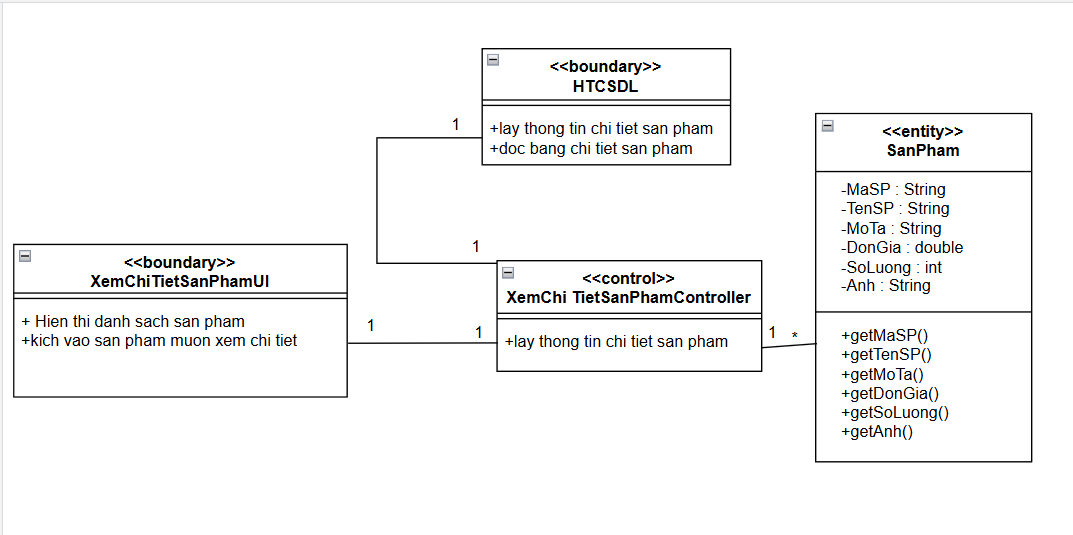 <<boundary>>
HTCSDL
+lay thong tin chi tiet san pham
+doc bang chi tiet san pham
1
1
<<boundary>>
XemChiTietSanPhamUI
+ Hien thi danh sach san pham
+kich vao san pham muon xem chi tiet
1
1
<<control>>
XemChi TietSanPhamController
+lay thong tin chi tiet san pham
1
*
<<entity>>
SanPham
-MaSP : String
-TenSP : String
-MoTa : String
-DonGia : double
-SoLuong : int
-Anh : String
+getMaSP()
+getTenSP()
+getMoTa()
+getDonGia()
+getSoLuong()
+getAnh()